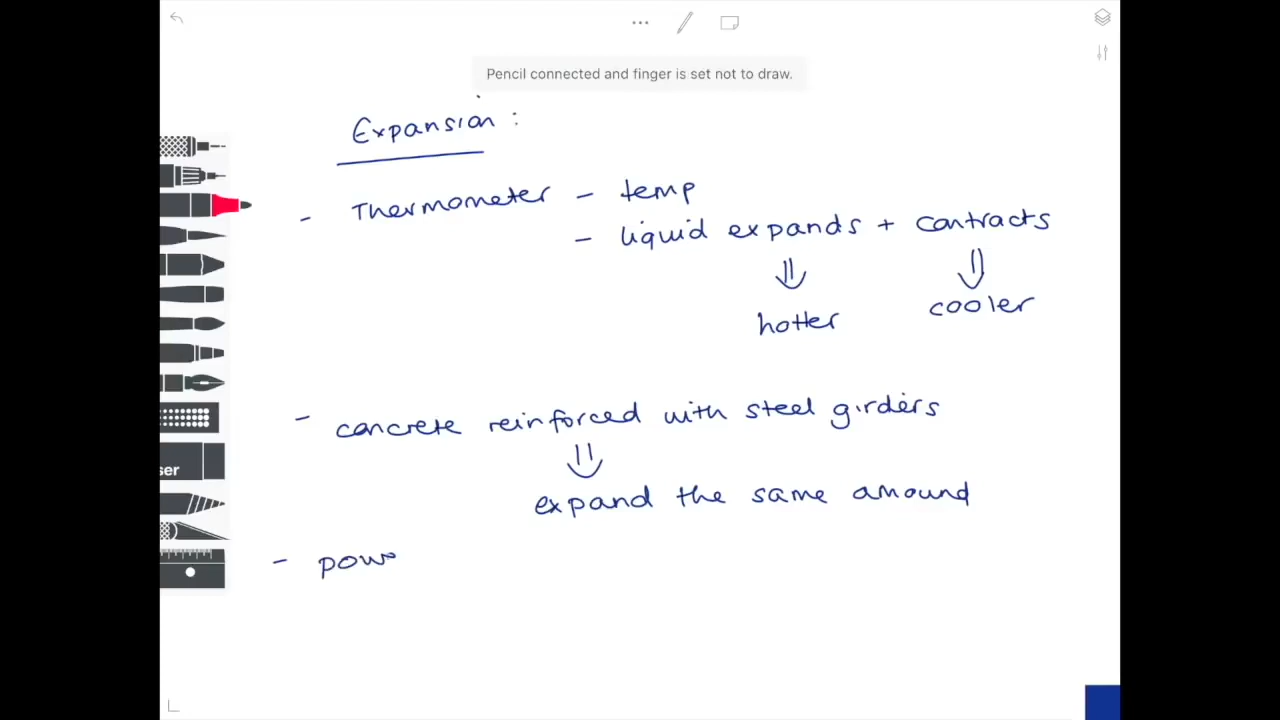 Pencil connected and finger is set not to draw.
Expansion :
- Thermometer - temp
- liquid expands + contracts
hotter
cooler
- concrete reinforced with steel girders
expand the same amound
ser
- pow